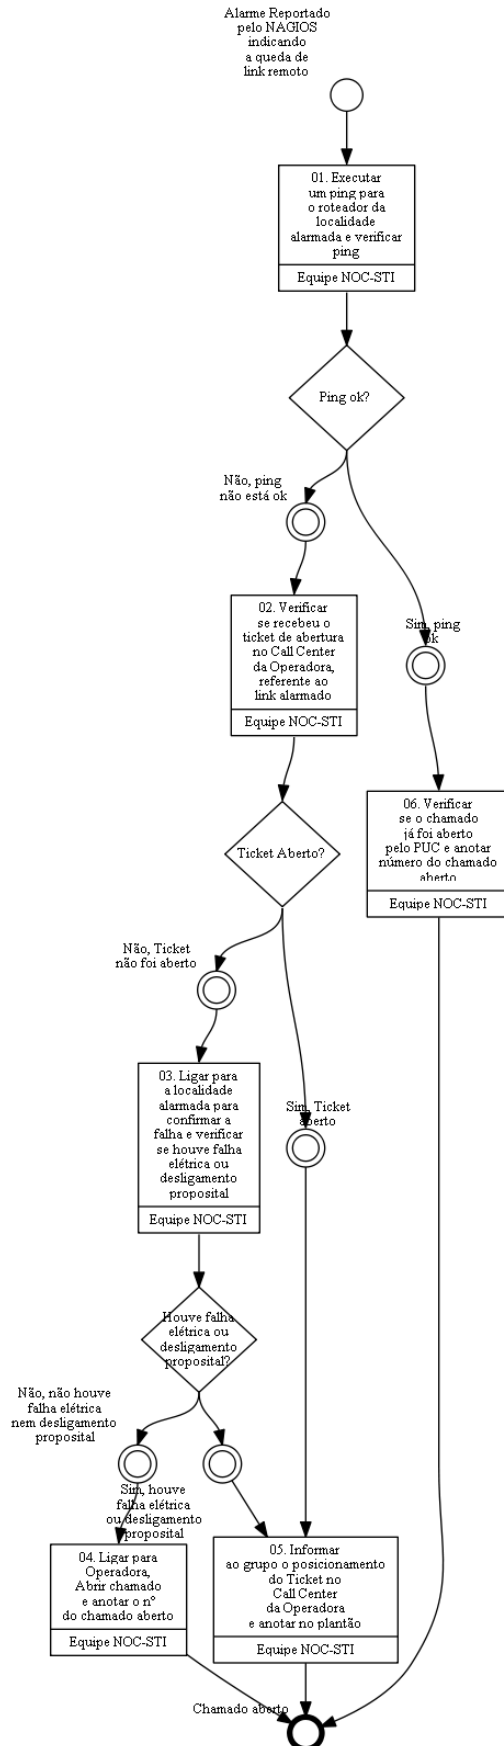 Alarme Reportado
pelo NAGIOS
indicando
a queda de
link remoto
01. Executar
um ping para
o roteador da
localidade
alarmada e verificar
ping
Equipe NOC-STI
Ping ok?
Não, ping
não está ok
Sim, ping
ok
02. Verificar
se recebeu o
ticket de abertura
no Call Center
da Operadora,
referente ao
link alarmado
Equipe NOC-STI
06. Verificar
se o chamado
já foi aberto
pelo PUC e anotar
número do chamado
aberto
Equipe NOC-STI
Ticket Aberto?
Não, Ticket
não foi aberto
Sim, Ticket
aberto
03. Ligar para
a localidade
alarmada para
confirmar a
falha e verificar
se houve falha
elétrica ou
desligamento
proposital
Equipe NOC-STI
Houve falha
elétrica ou
desligamento
proposital?
Não, não houve
falha elétrica
nem desligamento
proposital
Sim, houve
falha elétrica
ou desligamento
proposital
04. Ligar para
Operadora,
Abrir chamado
e anotar o nº
do chamado aberto
Equipe NOC-STI
05. Informar
ao grupo o posicionamento
do Ticket no
Call Center
da Operadora
e anotar no plantão
Equipe NOC-STI
Chamado aberto